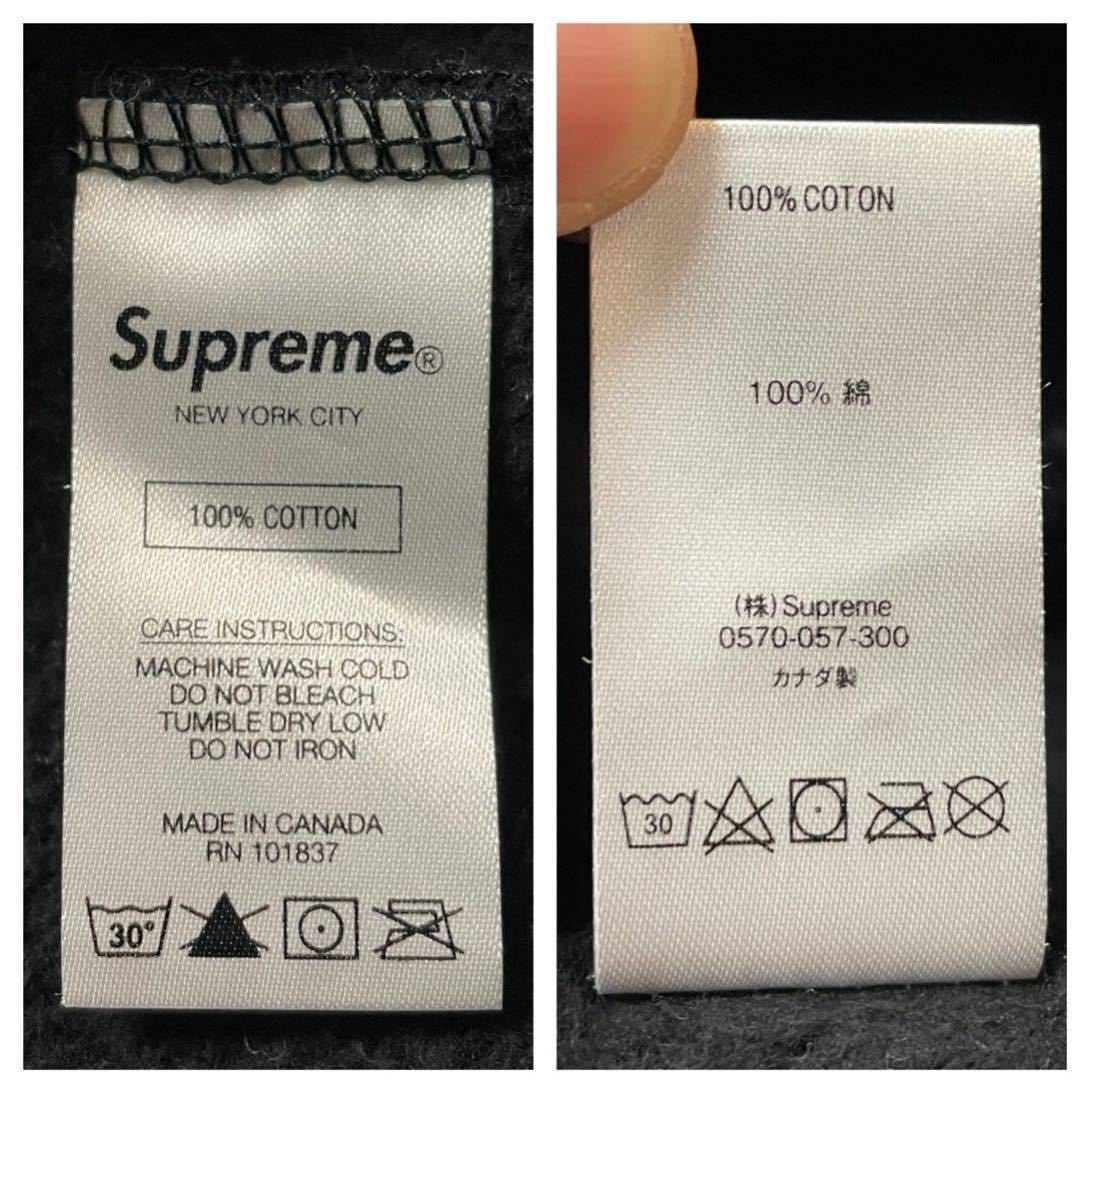 Supreme®
NEW YORK CITY
100% COTTON
CARE INSTRUCTIONS:
MACHINE WASH COLD
DO NOT BLEACH
TUMBLE DRY LOW
DO NOT IRON
MADE IN CANADA
RN 101837
30°
100% COTON
100% 綿
(株)Supreme
0570-057-300
カナダ製
30